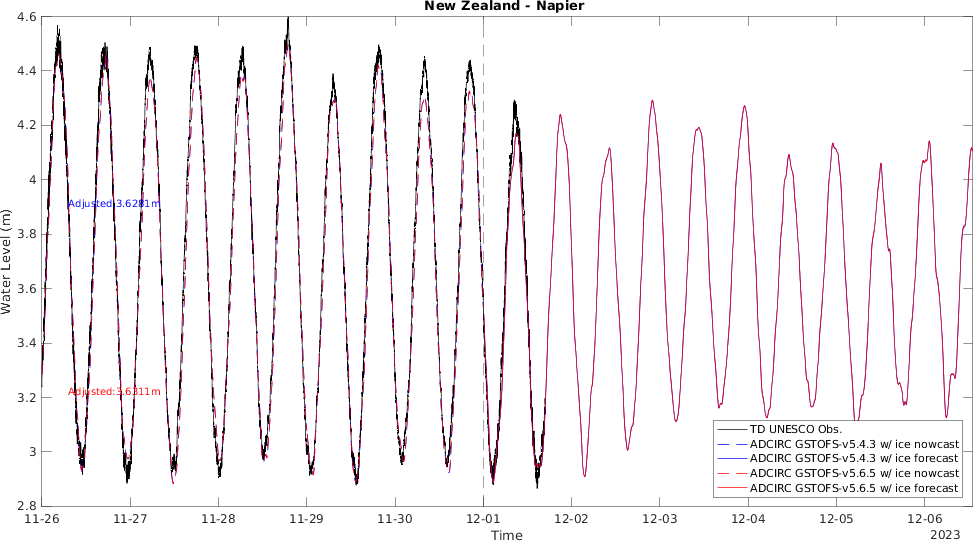 New Zealand - Napier
4.6
4.4
4.2
4
3.8
3.6
3.4
3.2
3
2.8
Water Level (m)
Adjusted:3.6281m
Adjusted:3.6311m
TD UNESCO Obs.
ADCIRC GSTOFS-v5.4.3 w/ ice nowcast
ADCIRC GSTOFS-v5.4.3 w/ ice forecast
ADCIRC GSTOFS-v5.6.5 w/ ice nowcast
ADCIRC GSTOFS-v5.6.5 w/ ice forecast
11-26 11-27 11-28 11-29 11-30 12-01 12-02 12-03 12-04 12-05 12-06
Time
2023